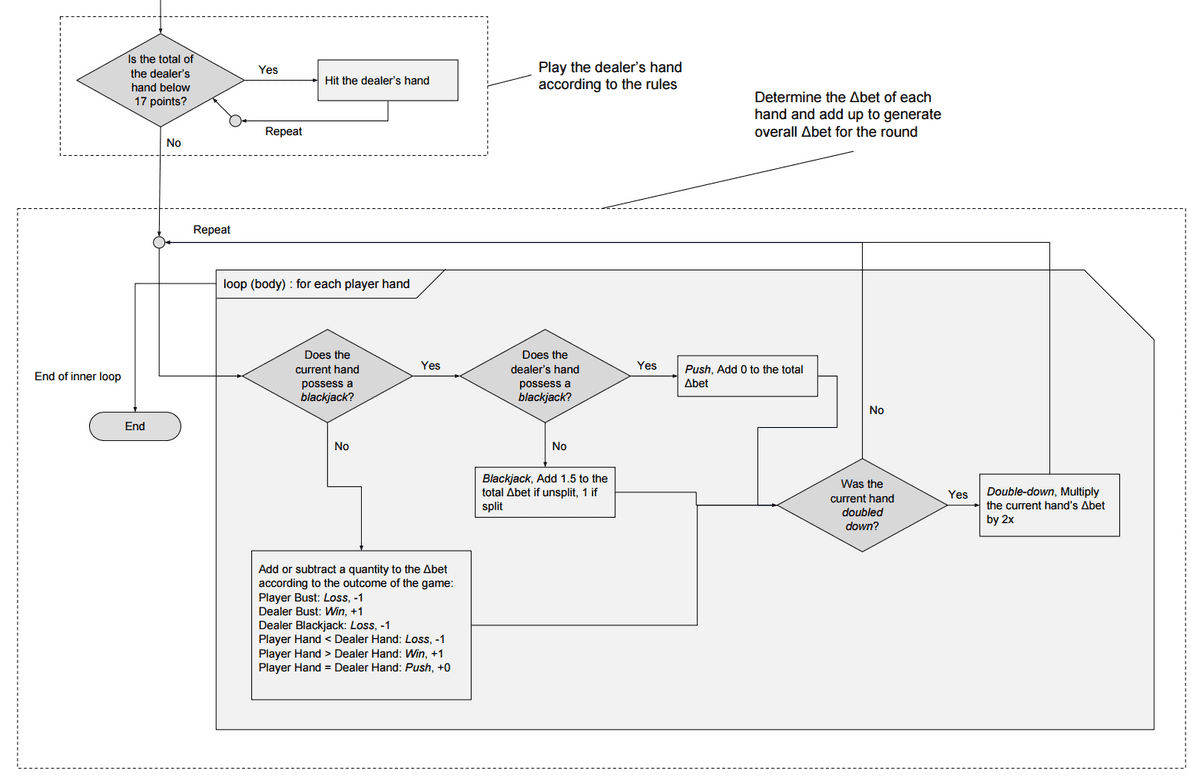 Is the total of
the dealer's
hand below
17 points?
Yes
Hit the dealer's hand
Repeat
No
Play the dealer's hand
according to the rules
Determine the Δbet of each
hand and add up to generate
overall Δbet for the round
Repeat
loop (body) : for each player hand
End of inner loop
End
Does the
current hand
possess a
blackjack?
Yes
Does the
dealer's hand
possess a
blackjack?
Yes
Push, Add 0 to the total
Δbet
No
No
Blackjack, Add 1.5 to the
total Δbet if unsplit, 1 if
split
No
Was the
current hand
doubled
down?
Yes
Double-down, Multiply
the current hand's Δbet
by 2x
Add or subtract a quantity to the Δbet
according to the outcome of the game:
Player Bust: Loss, -1
Dealer Bust: Win, +1
Dealer Blackjack: Loss, -1
Player Hand < Dealer Hand: Loss, -1
Player Hand > Dealer Hand: Win, +1
Player Hand = Dealer Hand: Push, +0